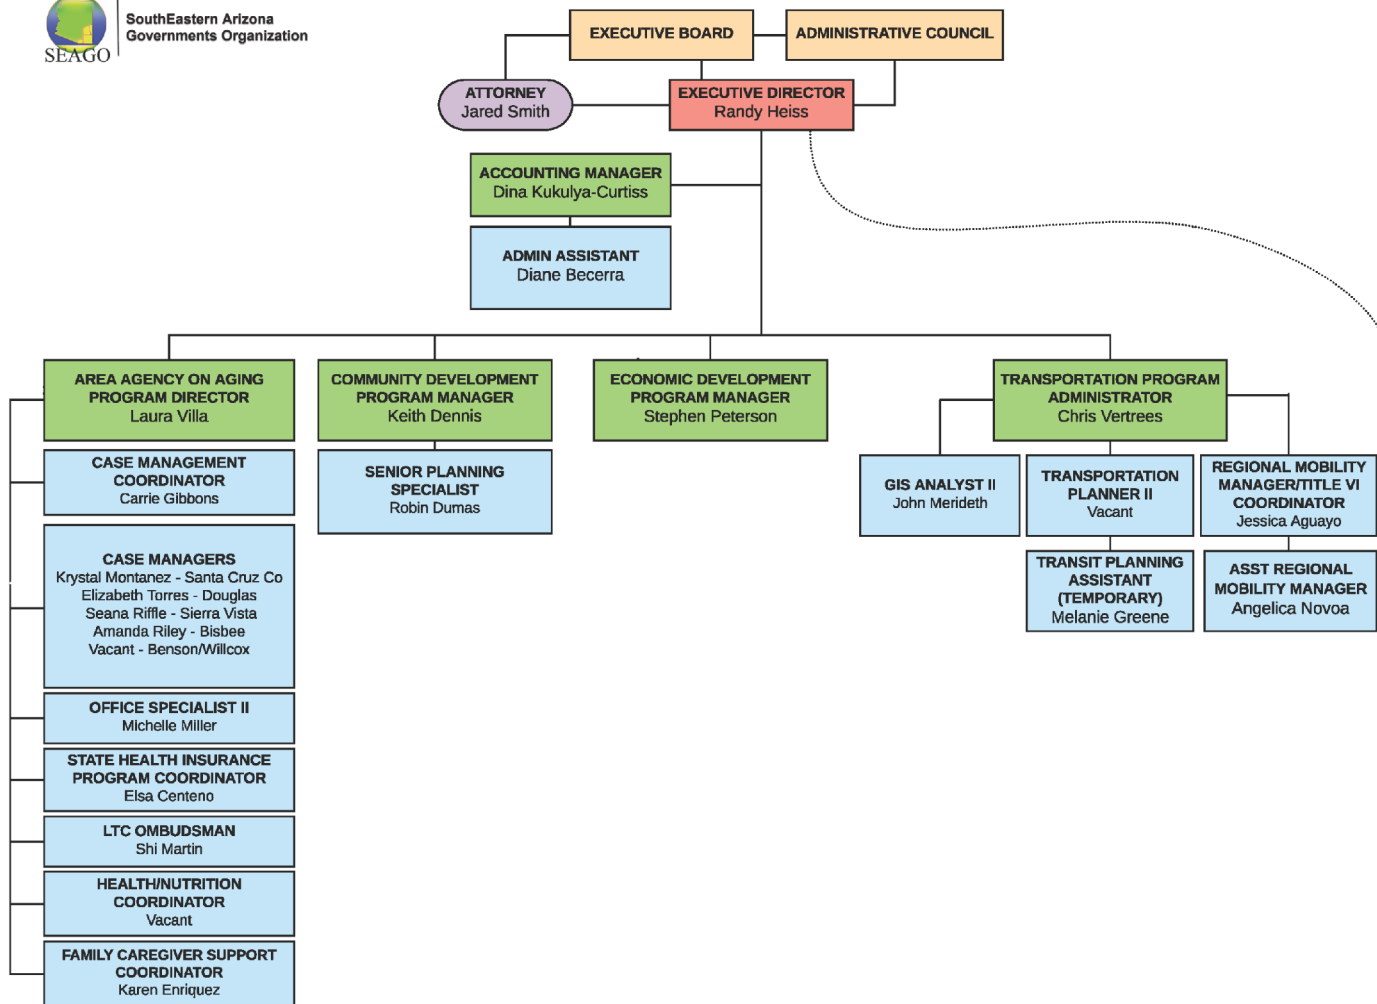 SEAGO
SouthEastern Arizona
Governments Organization
EXECUTIVE BOARD
ADMINISTRATIVE COUNCIL
ATTORNEY
Jared Smith
EXECUTIVE DIRECTOR
Randy Heiss
ACCOUNTING MANAGER
Dina Kukulya-Curtiss
ADMIN ASSISTANT
Diane Becerra
AREA AGENCY ON AGING
PROGRAM DIRECTOR
Laura Villa
CASE MANAGEMENT
COORDINATOR
Carrie Gibbons
CASE MANAGERS
Krystal Montanez - Santa Cruz Co
Elizabeth Torres - Douglas
Seana Riffle - Sierra Vista
Amanda Riley - Bisbee
Vacant - Benson/Willcox
OFFICE SPECIALIST II
Michelle Miller
STATE HEALTH INSURANCE
PROGRAM COORDINATOR
Elsa Centeno
LTC OMBUDSMAN
Shi Martin
HEALTH/NUTRITION
COORDINATOR
Vacant
FAMILY CAREGIVER SUPPORT
COORDINATOR
Karen Enriquez
COMMUNITY DEVELOPMENT
PROGRAM MANAGER
Keith Dennis
SENIOR PLANNING
SPECIALIST
Robin Dumas
ECONOMIC DEVELOPMENT
PROGRAM MANAGER
Stephen Peterson
TRANSPORTATION PROGRAM
ADMINISTRATOR
Chris Vertrees
GIS ANALYST II
John Merideth
TRANSPORTATION
PLANNER II
Vacant
TRANSIT PLANNING
ASSISTANT
(TEMPORARY)
Melanie Greene
REGIONAL MOBILITY
MANAGER/TITLE VI
COORDINATOR
Jessica Aguayo
ASST REGIONAL
MOBILITY MANAGER
Angelica Novoa